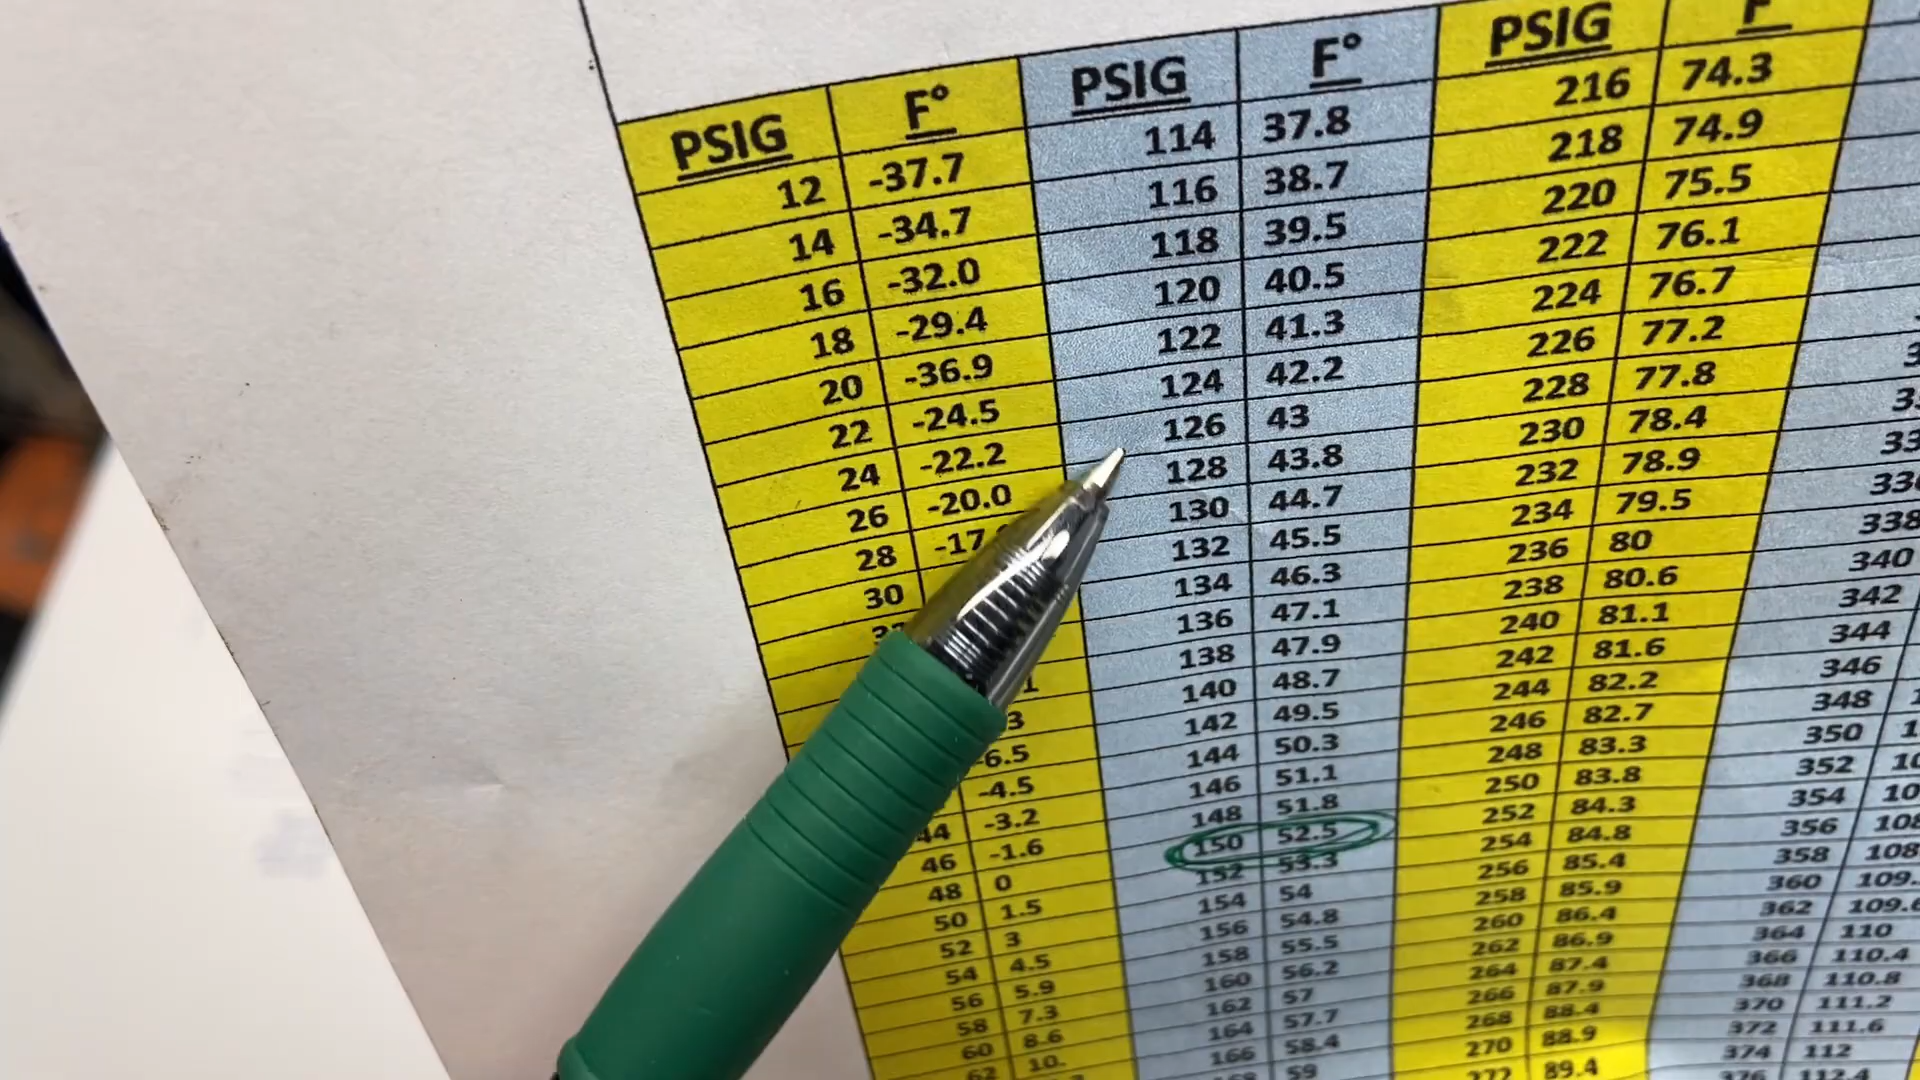 PSIG F° PSIG F° PSIG F
12 -37.7 114 37.8 216 74.3
14 -34.7 116 38.7 218 74.9
16 -32.0 118 39.5 220 75.5
18 -29.4 120 40.5 222 76.1
20 -36.9 122 41.3 224 76.7
22 -24.5 124 42.2 226 77.2
24 -22.2 126 43 228 77.8
26 -20.0 128 43.8 230 78.4
28 130 44.7 232 78.9
30 132 45.5 234 79.5
134 46.3 236 80 338
136 47.1 238 80.6 340
138 47.9 240 81.1 342
140 48.7 242 81.6 344
142 49.5 244 82.2 346
-4.5 144 50.3 246 82.7 348
44 -3.2 146 51.1 248 83.3 350
46 -1.6 148 51.8 250 83.8 352
48 0 150 52.5 252 84.3 354
50 1.5 152 53.3 254 84.8 356
52 3 154 54 256 85.4 358
54 4.5 156 54.8 258 85.9 360
56 5.9 158 55.5 260 86.4 362 109.6
58 7.3 160 56.2 262 86.9 364 110
60 8.6 162 57 264 87.4 366 110.4
62 10. 164 57.7 266 87.9 368 110.8
166 58.4 268 88.4 370 111.2
168 59 270 88.9 372 111.6
272 89.4 374 112
376 112.4